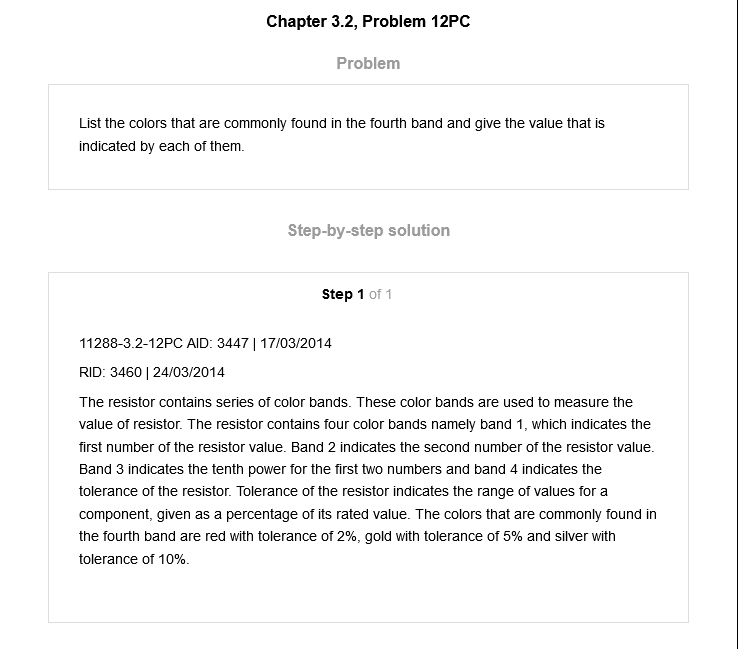 Chapter 3.2, Problem 12PC
Problem
List the colors that are commonly found in the fourth band and give the value that is
indicated by each of them.
Step-by-step solution
Step 1 of 1
11288-3.2-12PC AID: 3447 | 17/03/2014
RID: 3460 | 24/03/2014
The resistor contains series of color bands. These color bands are used to measure the
value of resistor. The resistor contains four color bands namely band 1, which indicates the
first number of the resistor value. Band 2 indicates the second number of the resistor value.
Band 3 indicates the tenth power for the first two numbers and band 4 indicates the
tolerance of the resistor. Tolerance of the resistor indicates the range of values for a
component, given as a percentage of its rated value. The colors that are commonly found in
the fourth band are red with tolerance of 2%, gold with tolerance of 5% and silver with
tolerance of 10%.